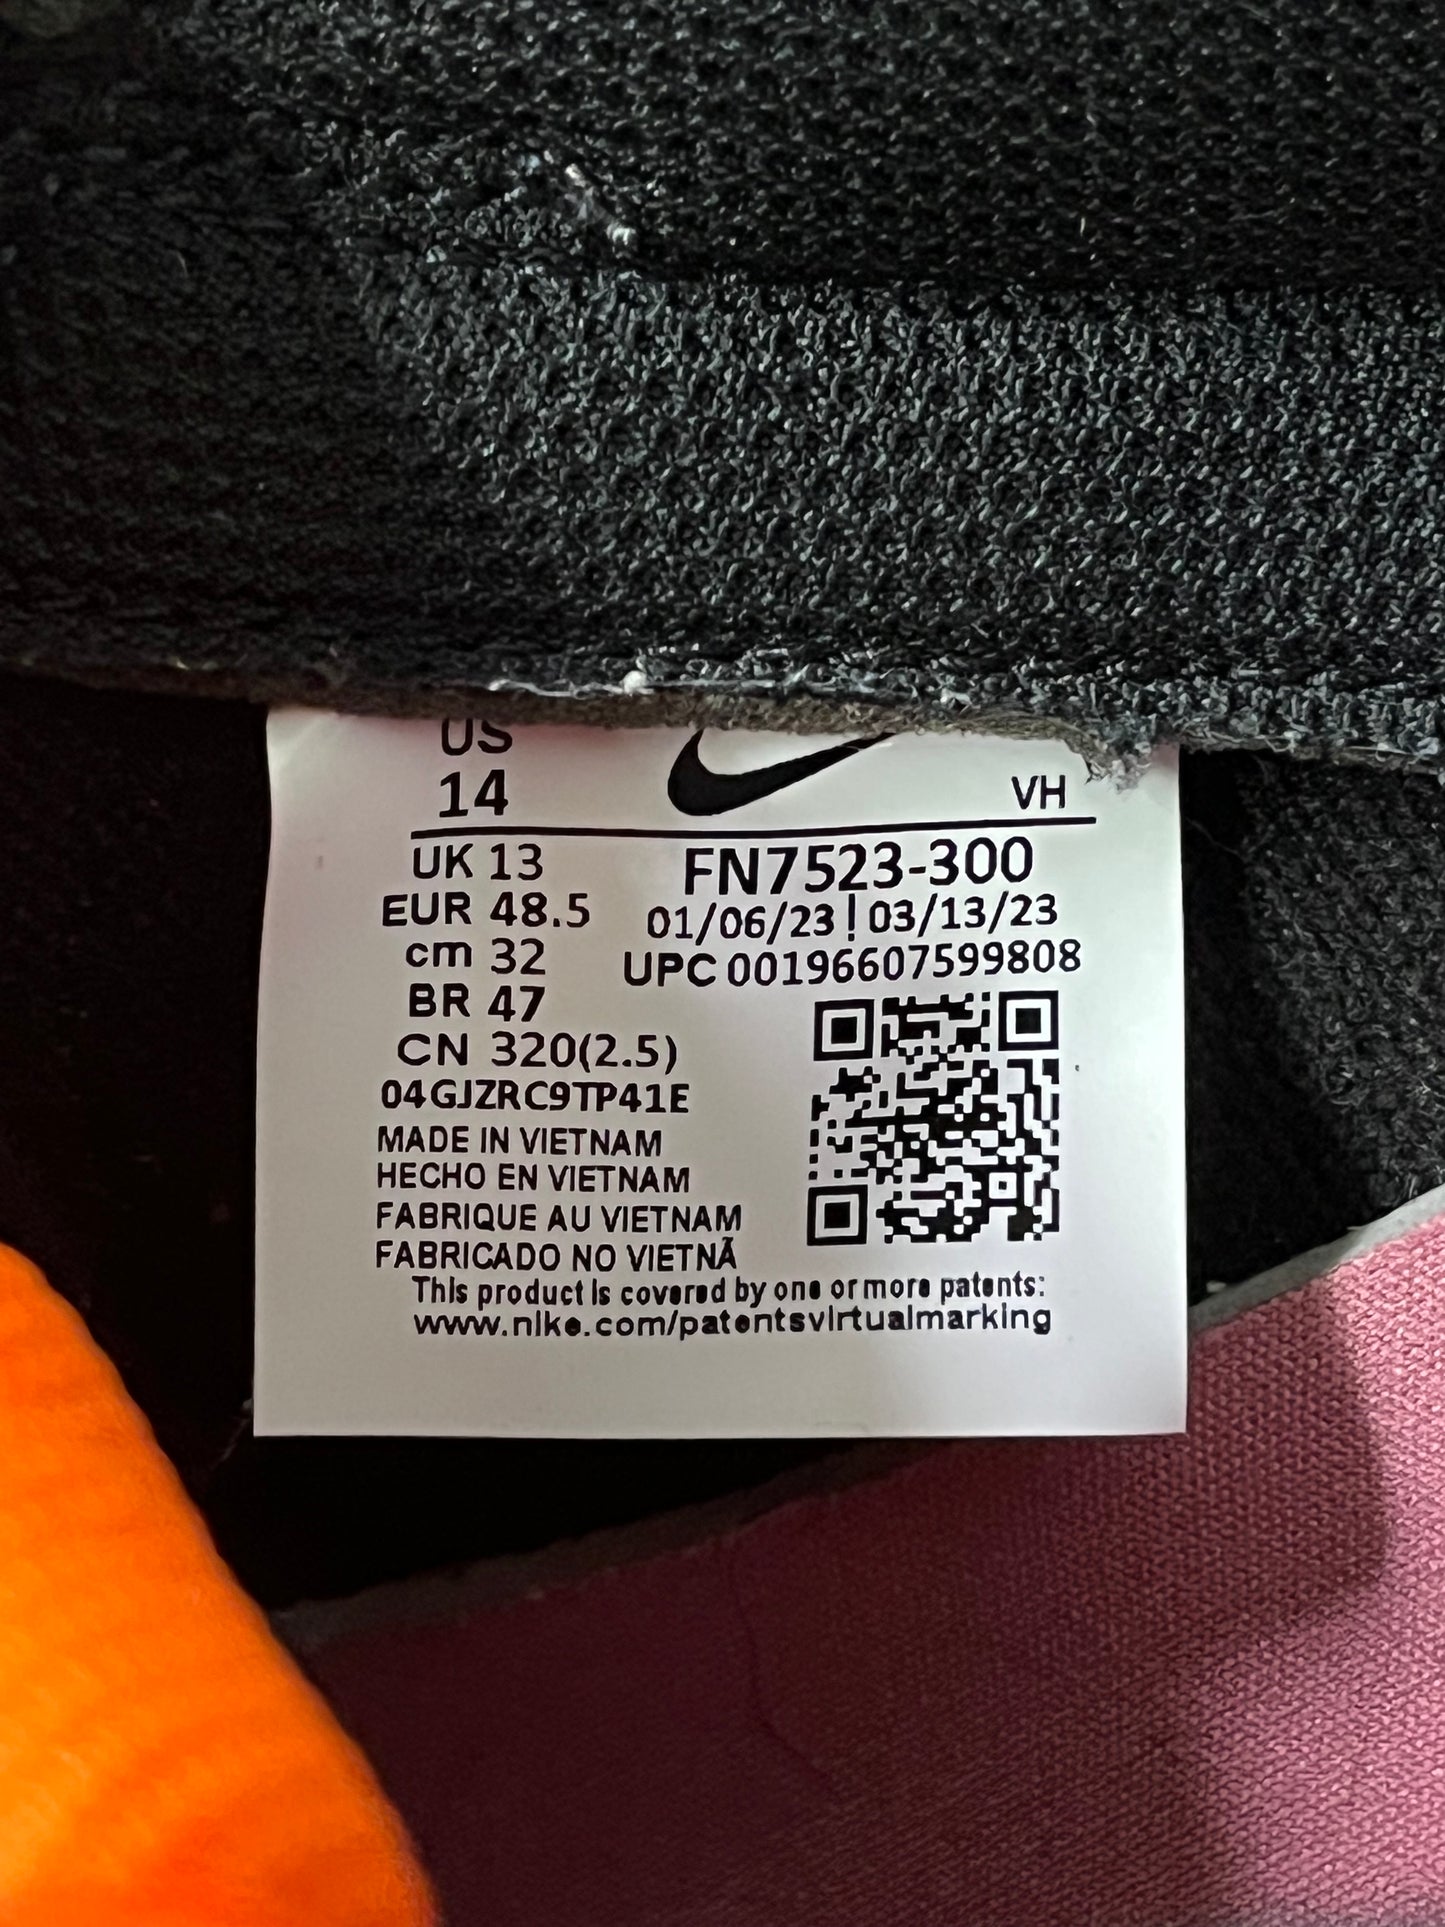 US
14
VH
UK 13
FN7523-300
EUR 48.5
01/06/23 ! 03/13/23
cm 32
UPC 00196607599808
BR 47
CN 320(2.5)
04GJZRC9TP41E
MADE IN VIETNAM
HECHO EN VIETNAM
FABRIQUE AU VIETNAM
FABRICADO NO VIETNÃ
This product is covered by one or more patents:
www.nike.com/patentsvirtualmarking